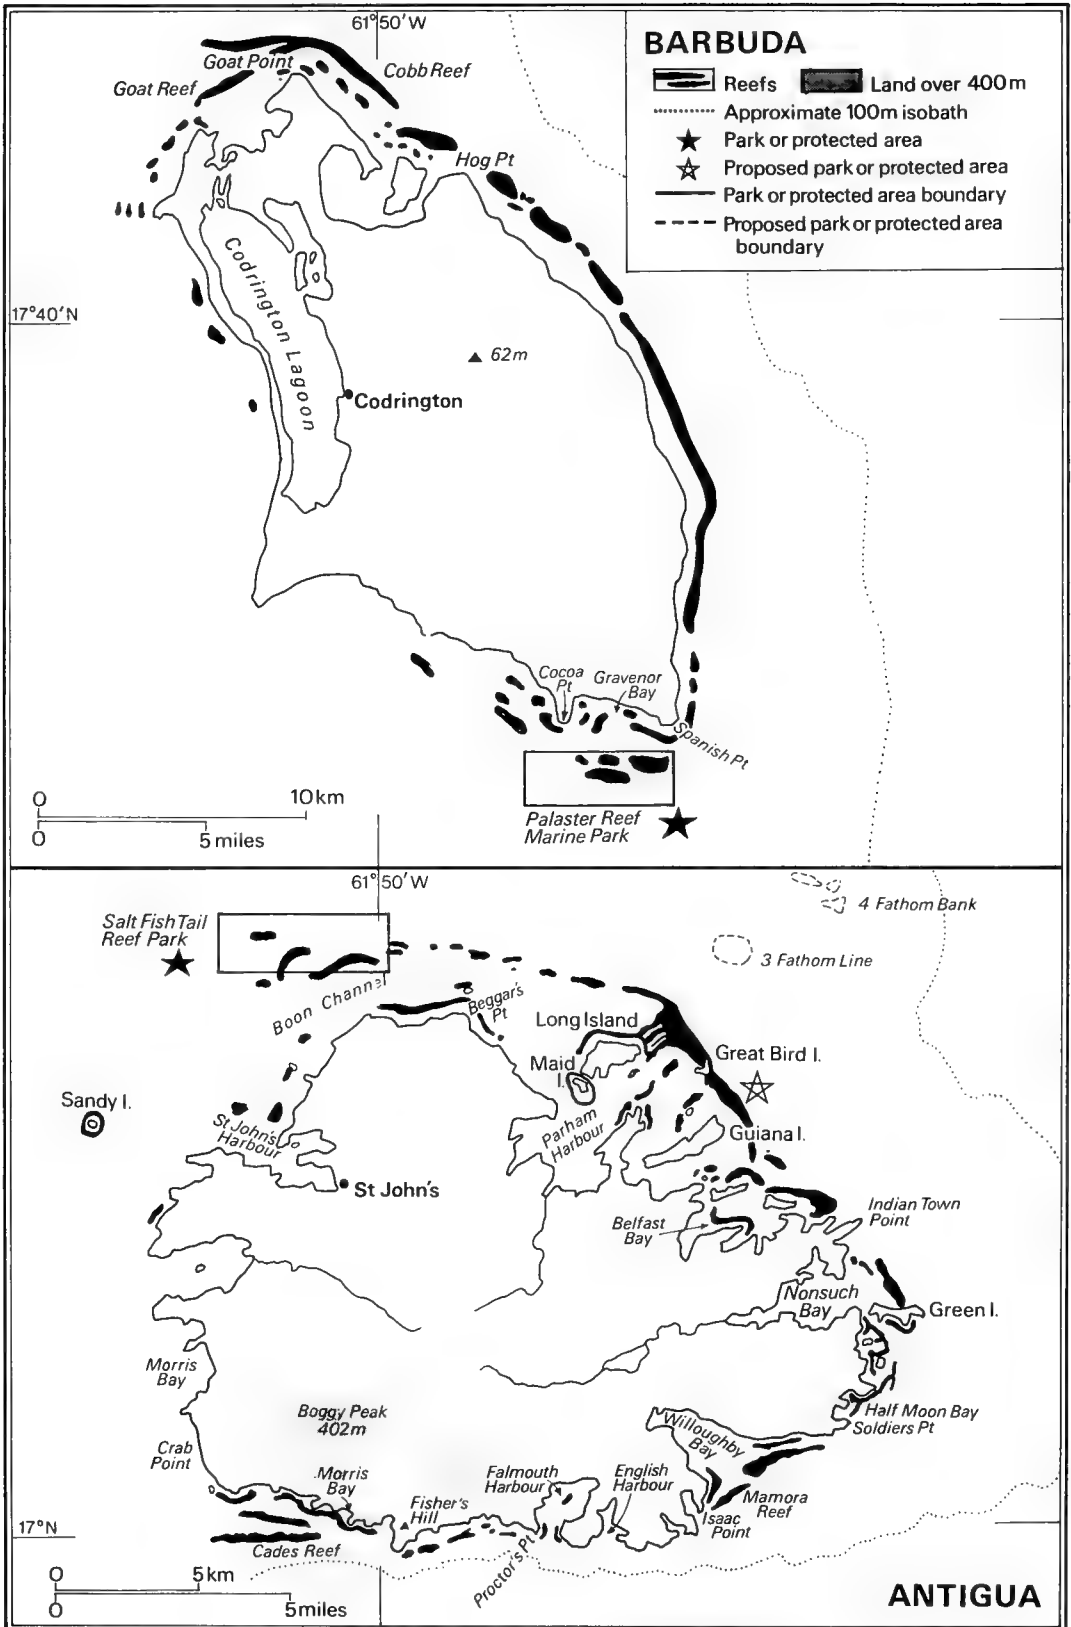 61°50′W
BARBUDA
Reefs
Land over 400m
Approximate 100m isobath
Park or protected area
Proposed park or protected area
Park or protected area boundary
Proposed park or protected area
boundary
Goat Point
Cobb Reef
Goat Reef
Hog Pt
17°40′N
Codrington Lagoon
62m
Codrington
Cocoa
Pt
Gravenor
Bay
Spanish Pt
Palaster Reef
Marine Park
0
10km
0
5 miles
61°50′W
Salt Fish Tail
Reef Park
4 Fathom Bank
3 Fathom Line
Boon Channel
Beggar's
Pt
Long Island
Maid
I.
Great Bird I.
Sandy I.
St John's
Harbour
Parham
Harbour
Guiana I.
St John's
Belfast
Bay
Indian Town
Point
Nonsuch
Bay
Green I.
Morris
Bay
Boggy Peak
402m
Half Moon Bay
Soldiers Pt
Willoughby
Bay
Crab
Point
Morris
Bay
Falmouth
Harbour
English
Harbour
Fisher's
Hill
Mamora
Reef
Isaac
Point
17°N
Cades Reef
Proctor's Pt
0
5km
0
5miles
ANTIGUA